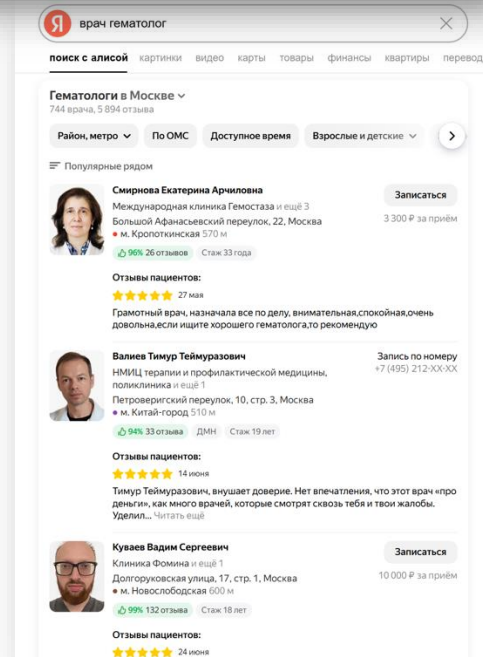 Я врач гематолог
поиск с алисой картинки видео карты товары финансы квартиры перевод
Гематологи в Москве
744 врача, 5 894 отзыва
Район, метро По ОМС Доступное время Взрослые и детские
Популярные рядом
Смирнова Екатерина Арчиловна
Записаться
Международная клиника Гемостаза и ещё 3
3 300 ₽ за приём
Большой Афанасьевский переулок, 22, Москва
м. Кропоткинская 570 м
96% 26 отзывов Стаж 33 года
Отзывы пациентов:
27 мая
Грамотный врач, назначала все по делу, внимательная,спокойная,очень
довольна,если ищите хорошего гематолога,то рекомендую
Валиев Тимур Теймуразович
Запись по номеру
+7 (495) 212-XX-XX
НМИЦ терапии и профилактической медицины,
поликлиника и ещё 1
Петроверигский переулок, 10, стр. 3, Москва
м. Китай-город 510 м
94% 33 отзыва ДМН Стаж 19 лет
Отзывы пациентов:
14 июня
Тимур Теймуразович, внушает доверие. Нет впечатления, что этот врач «про
деньги», как много врачей, которые смотрят сквозь тебя и твои жалобы.
Уделил... Читать ещё
Куваев Вадим Сергеевич
Записаться
Клиника Фомина и ещё 1
10 000 ₽ за приём
Долгоруковская улица, 17, стр. 1, Москва
м. Новослободская 600 м
99% 132 отзыва Стаж 18 лет
Отзывы пациентов:
24 июня